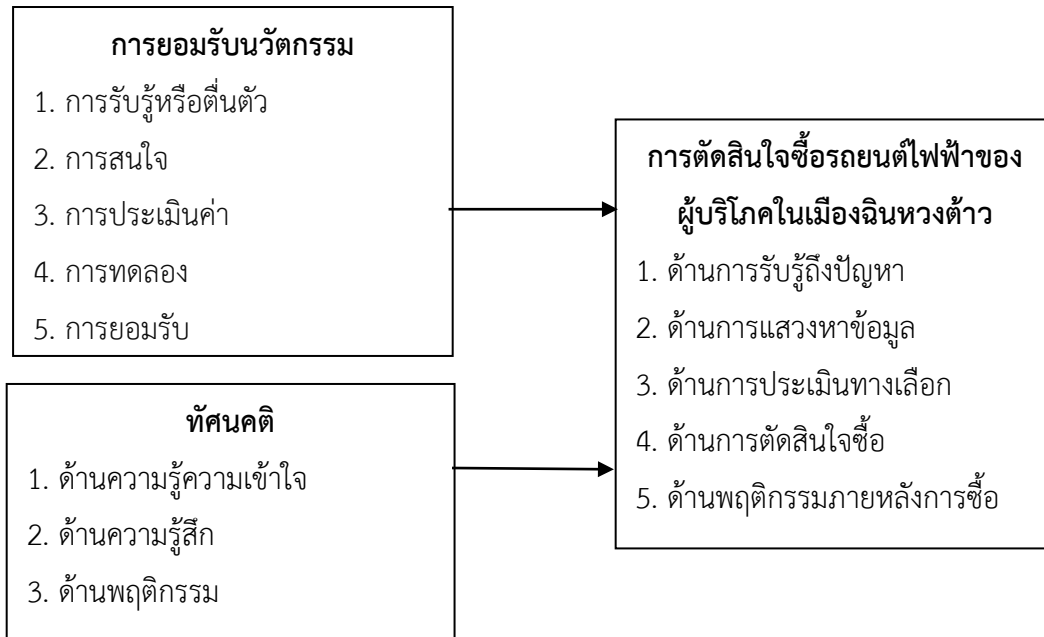 การยอมรับนวัตกรรม
1. การรับรู้หรือตื่นตัว
2. การสนใจ
3. การประเมินค่า
4. การทดลอง
5. การยอมรับ
ทัศนคติ
1. ด้านความรู้ความเข้าใจ
2. ด้านความรู้สึก
3. ด้านพฤติกรรม
การตัดสินใจซื้อรถยนต์ไฟฟ้าของ
ผู้บริโภคในเมืองฉินหวงต้าว
1. ด้านการรับรู้ถึงปัญหา
2. ด้านการแสวงหาข้อมูล
3. ด้านการประเมินทางเลือก
4. ด้านการตัดสินใจซื้อ
5. ด้านพฤติกรรมภายหลังการซื้อ